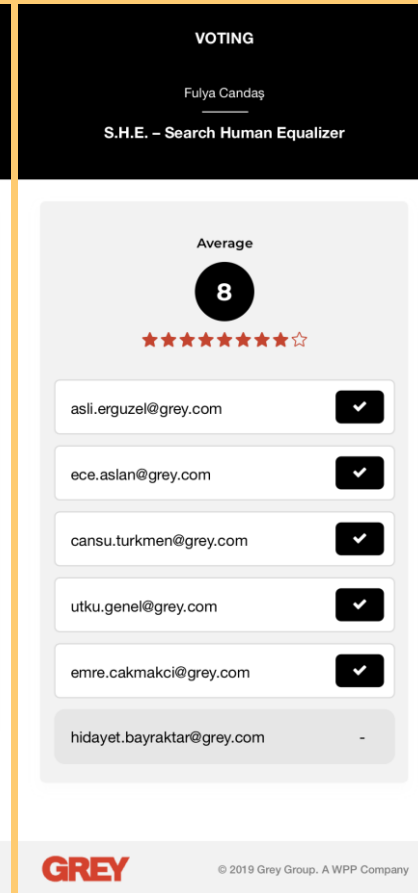 VOTING
Fulya Candaş
S.H.E. – Search Human Equalizer
Average
8
asli.erguzel@grey.com
ece.aslan@grey.com
cansu.turkmen@grey.com
utku.genel@grey.com
emre.cakmakci@grey.com
hidayet.bayraktar@grey.com -
GREY © 2019 Grey Group. A WPP Company